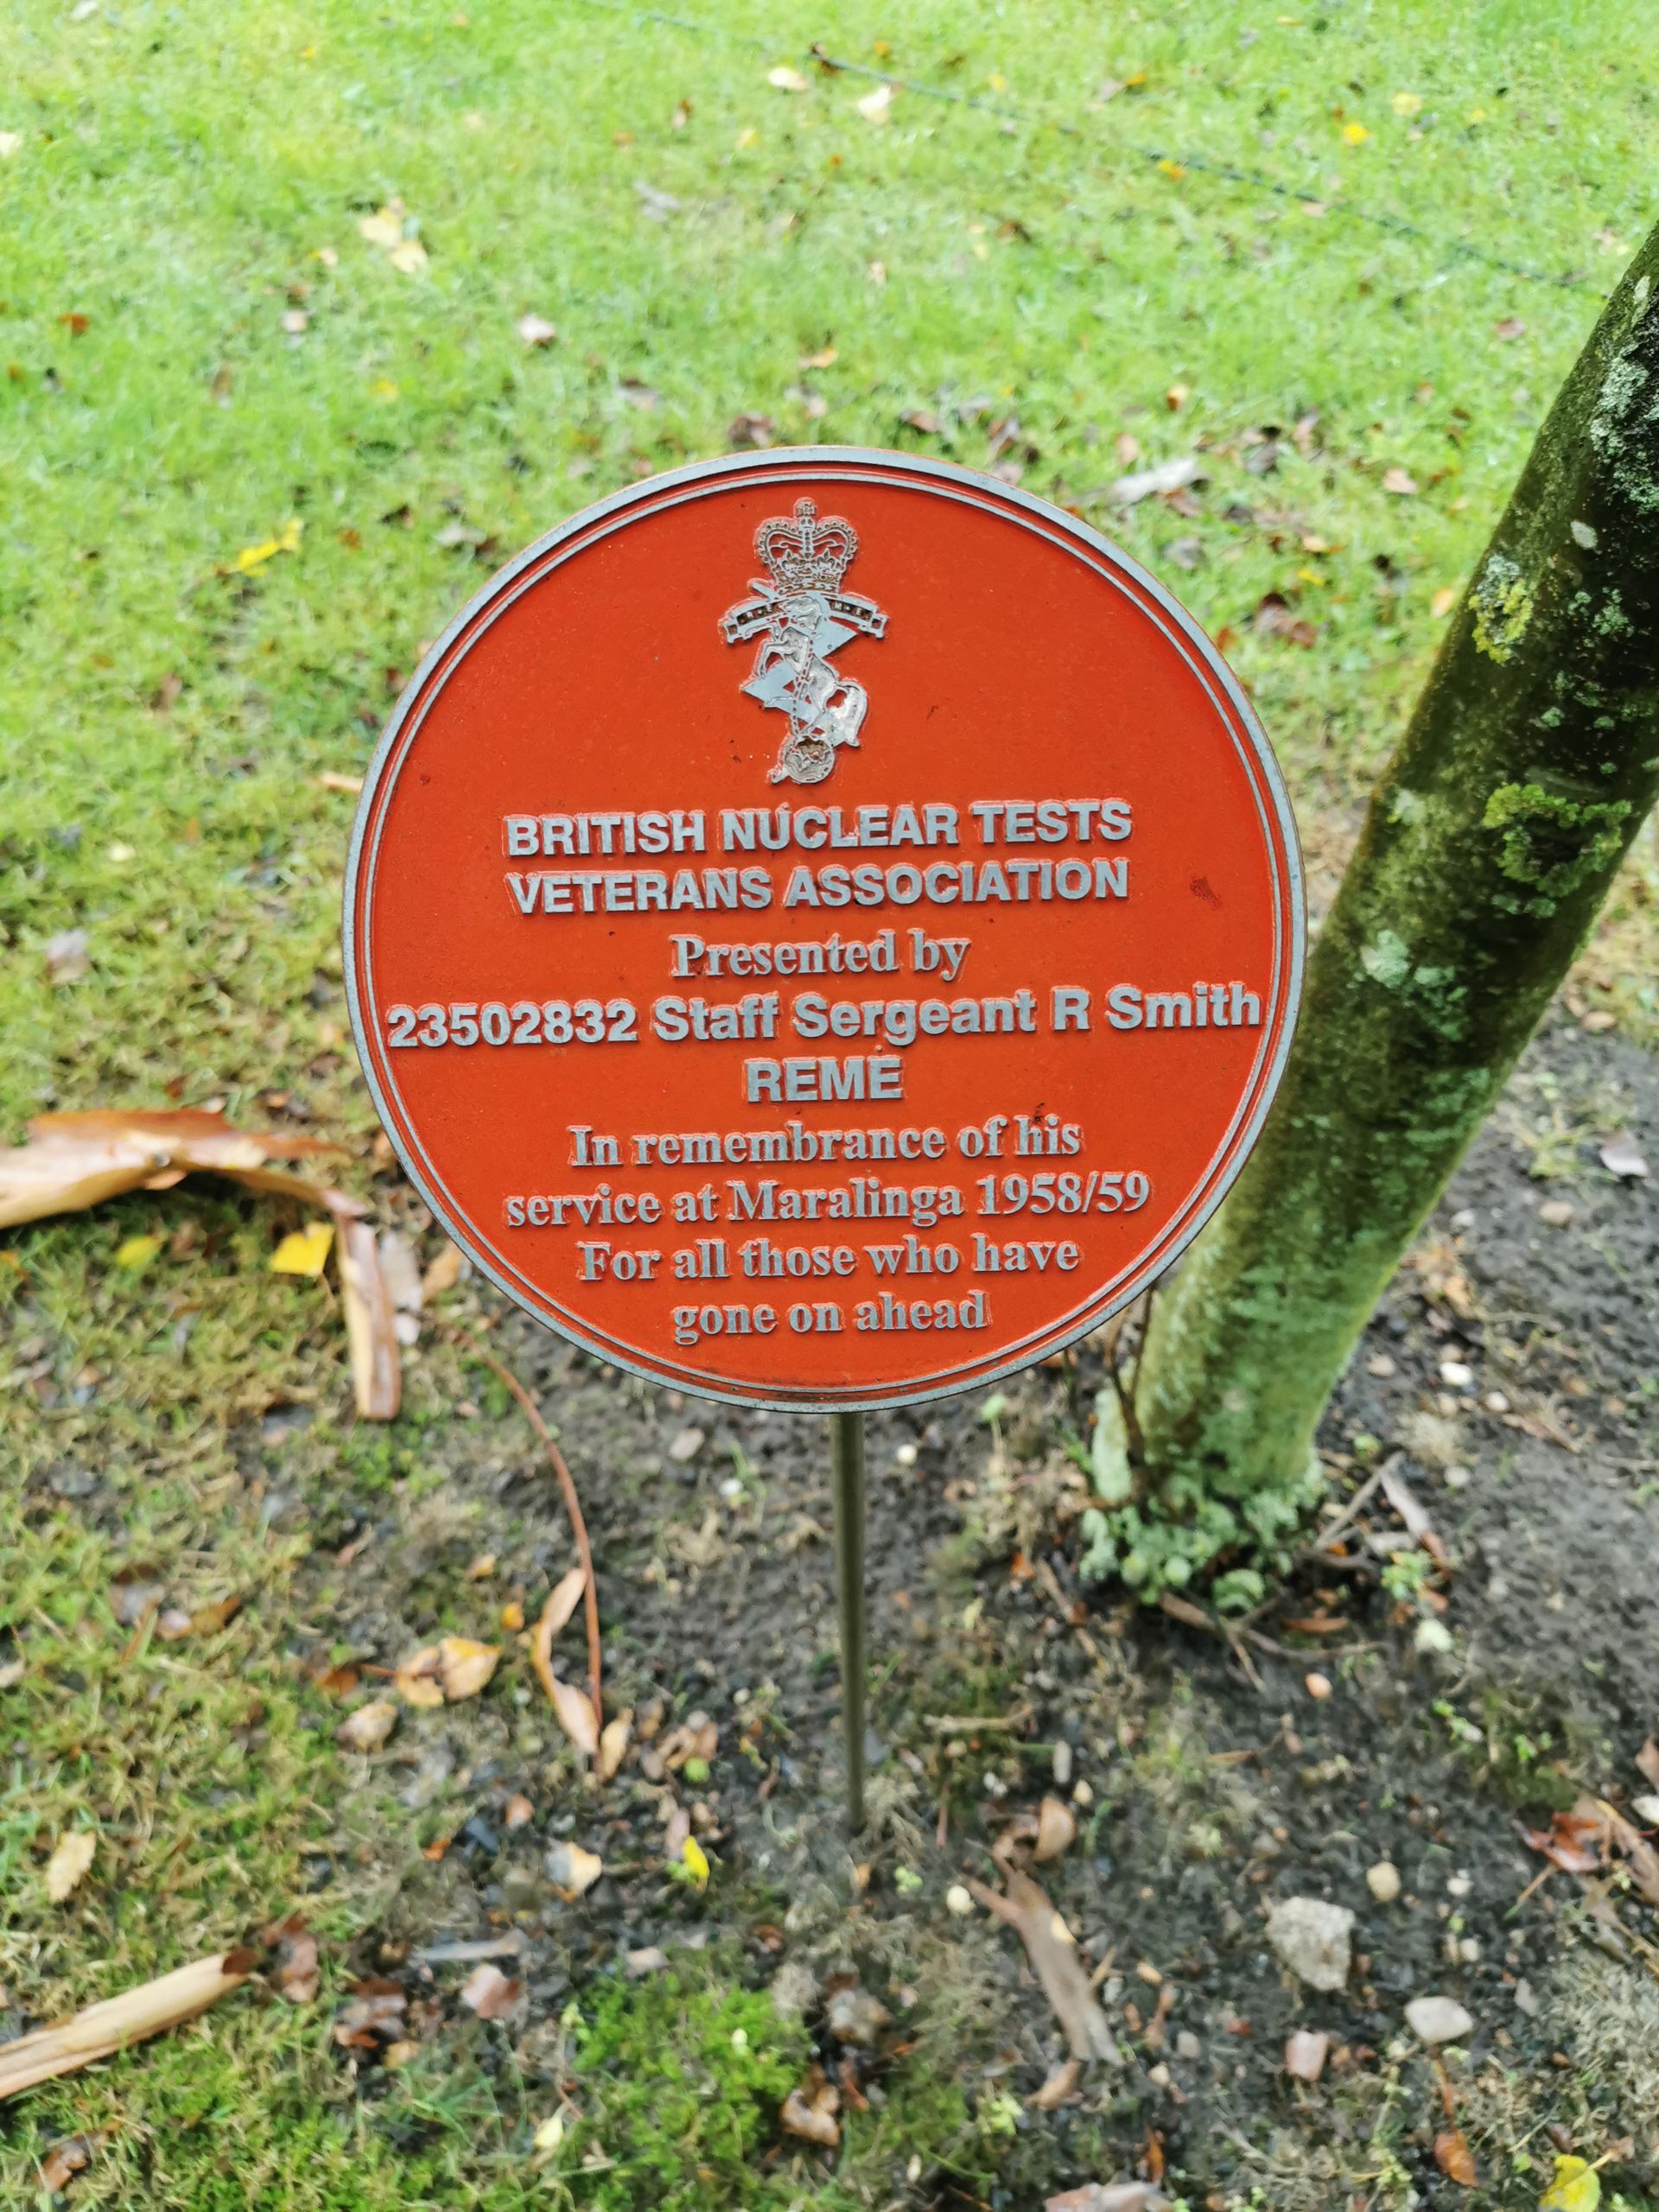 R.E M.E
BRITISH NUCLEAR TESTS
VETERANS ASSOCIATION
Presented by
23502832 Staff Sergeant R Smith
REME
In remembrance of his
service at Maralinga 1958/59
For all those who have
gone on ahead